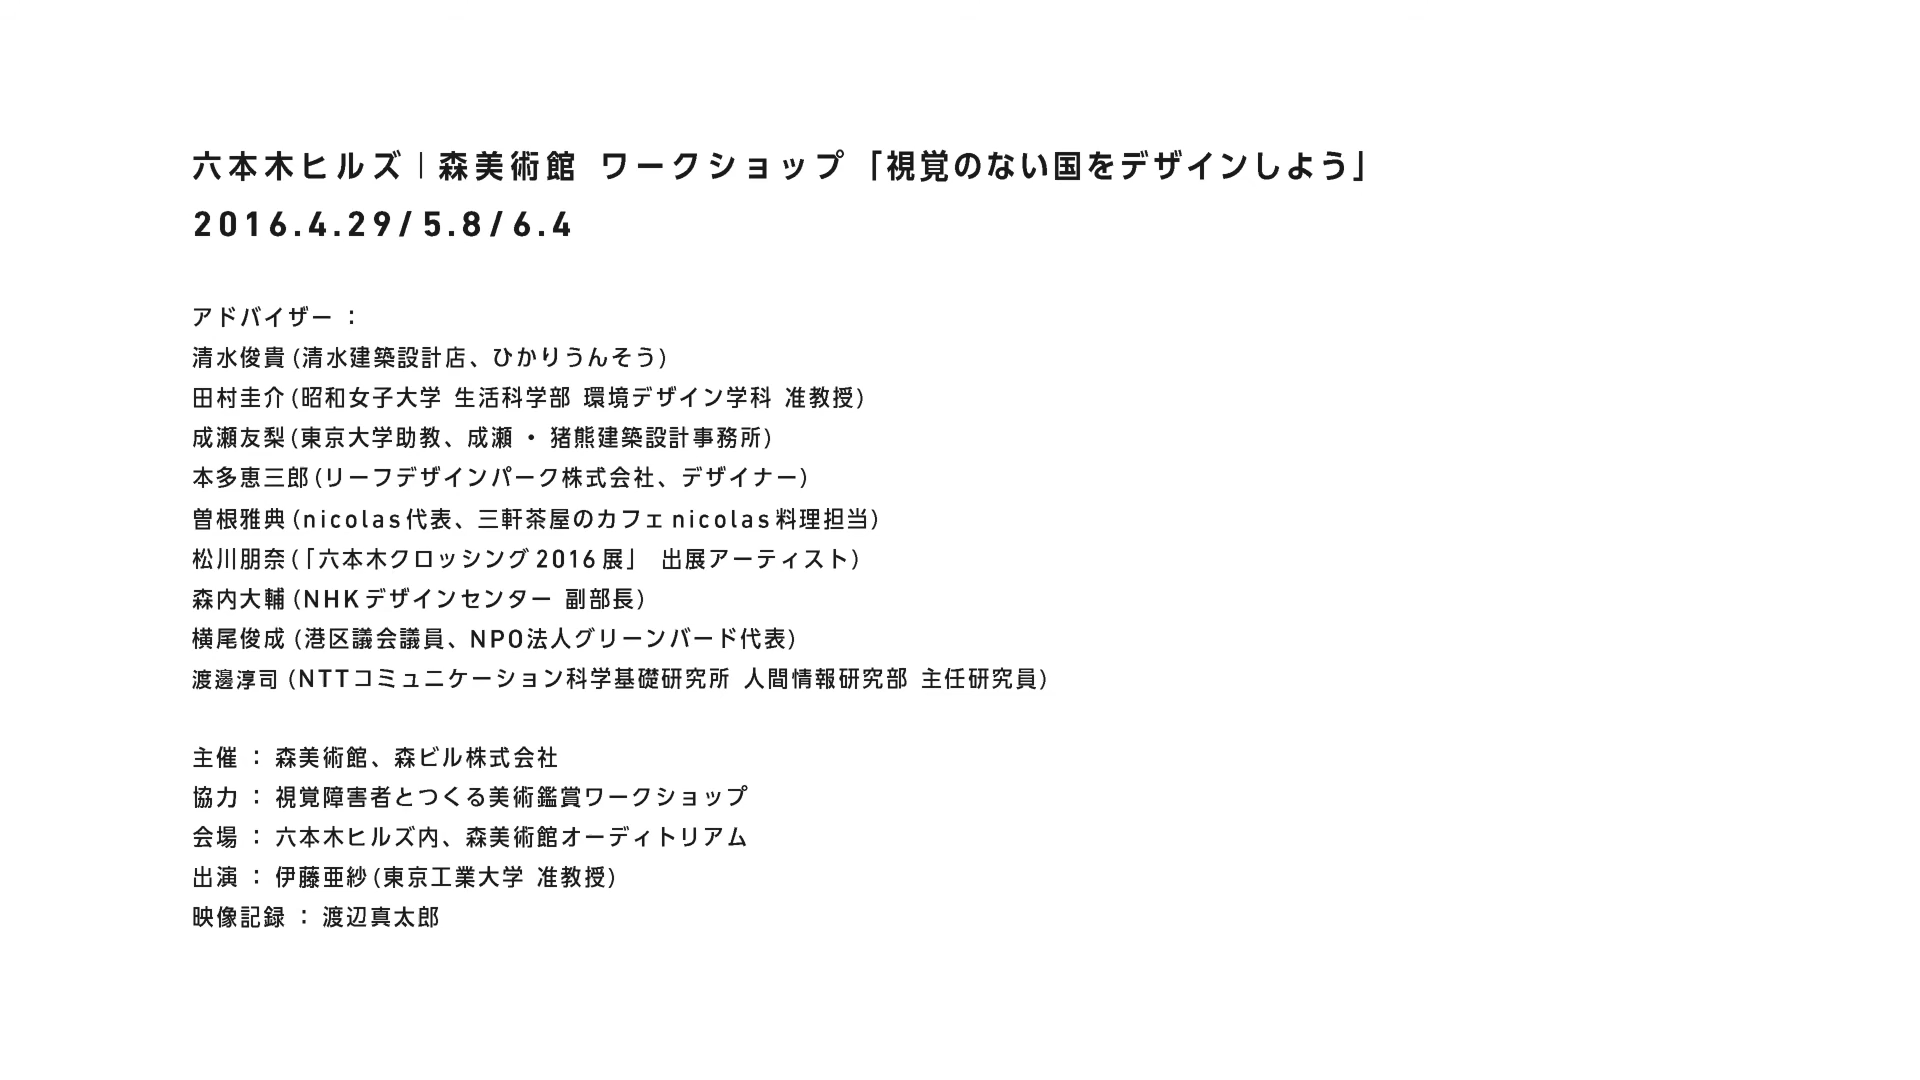 六本木ヒルズ|森美術館 ワークショップ「視覚のない国をデザインしよう」
2016.4.29/5.8/6.4
アドバイザー：
清水俊貴(清水建築設計店、ひかりうんそう)
田村圭介(昭和女子大学 生活科学部 環境デザイン学科 准教授)
成瀬友梨(東京大学助教、成瀬・猪熊建築設計事務所)
本多恵三郎(リーフデザインパーク株式会社、デザイナー)
曽根雅典(nicolas代表、三軒茶屋のカフェnicolas料理担当)
松川朋奈(「六本木クロッシング2016展」 出展アーティスト)
森内大輔(NHKデザインセンター 副部長)
横尾俊成(港区議会議員、NPO法人グリーンバード代表)
渡邊淳司(NTTコミュニケーション科学基礎研究所 人間情報研究部 主任研究員)
主催：森美術館、森ビル株式会社
協力：視覚障害者とつくる美術鑑賞ワークショップ
会場：六本木ヒルズ内、森美術館オーディトリアム
出演：伊藤亜紗(東京工業大学 准教授)
映像記録：渡辺真太郎